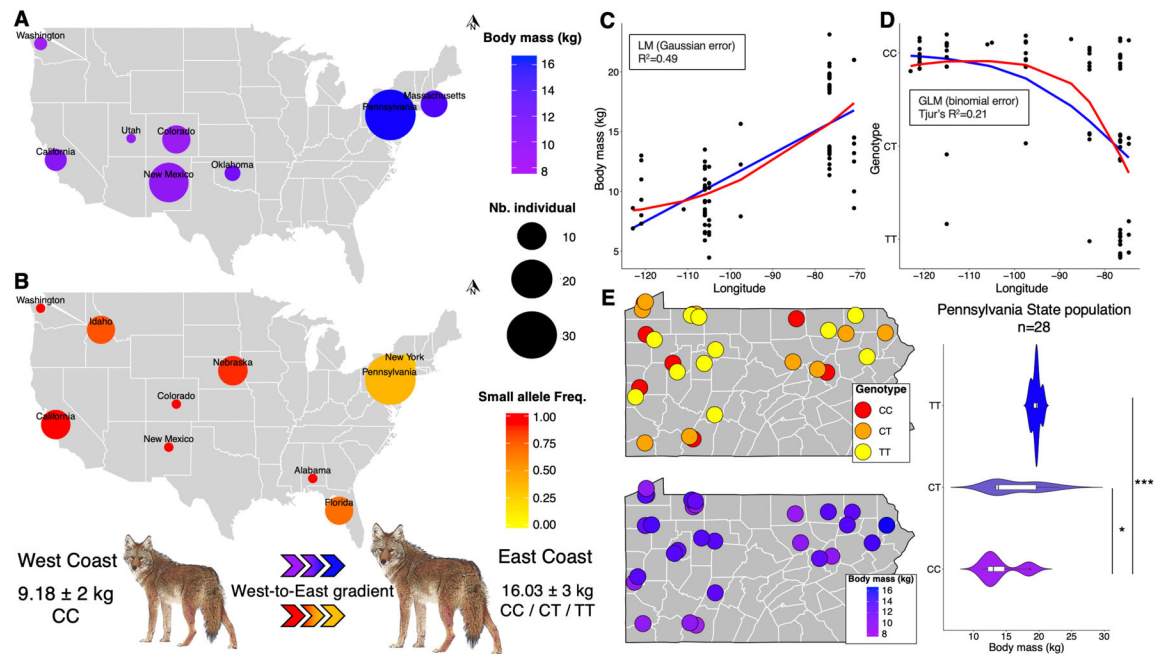 A
Washington
Utah
Colorado
California
New Mexico
Oklahoma
Pennsylvania
Massachusetts
N
Body mass (kg)
16
14
12
10
8
Nb. individual
10
20
30
B
Washington
Idaho
Nebraska
New York
Pennsylvania
Colorado
California
New Mexico
Alabama
Florida
N
Small allele Freq.
1.00
0.75
0.50
0.25
0.00
West Coast
9.18 ± 2 kg
CC
West-to-East gradient
East Coast
16.03 ± 3 kg
CC / CT / TT
C
LM (Gaussian error)
R²=0.49
Body mass (kg)
20
15
10
5
−120
−110
−100
−90
−80
−70
Longitude
D
GLM (binomial error)
Tjur's R²=0.21
Genotype
CC
CT
TT
−120
−110
−100
−90
−80
Longitude
E
Genotype
CC
CT
TT
Body mass (kg)
16
14
12
10
8
Pennsylvania State population
n=28
TT
CT
CC
***
*
10
15
20
25
30
Body mass (kg)